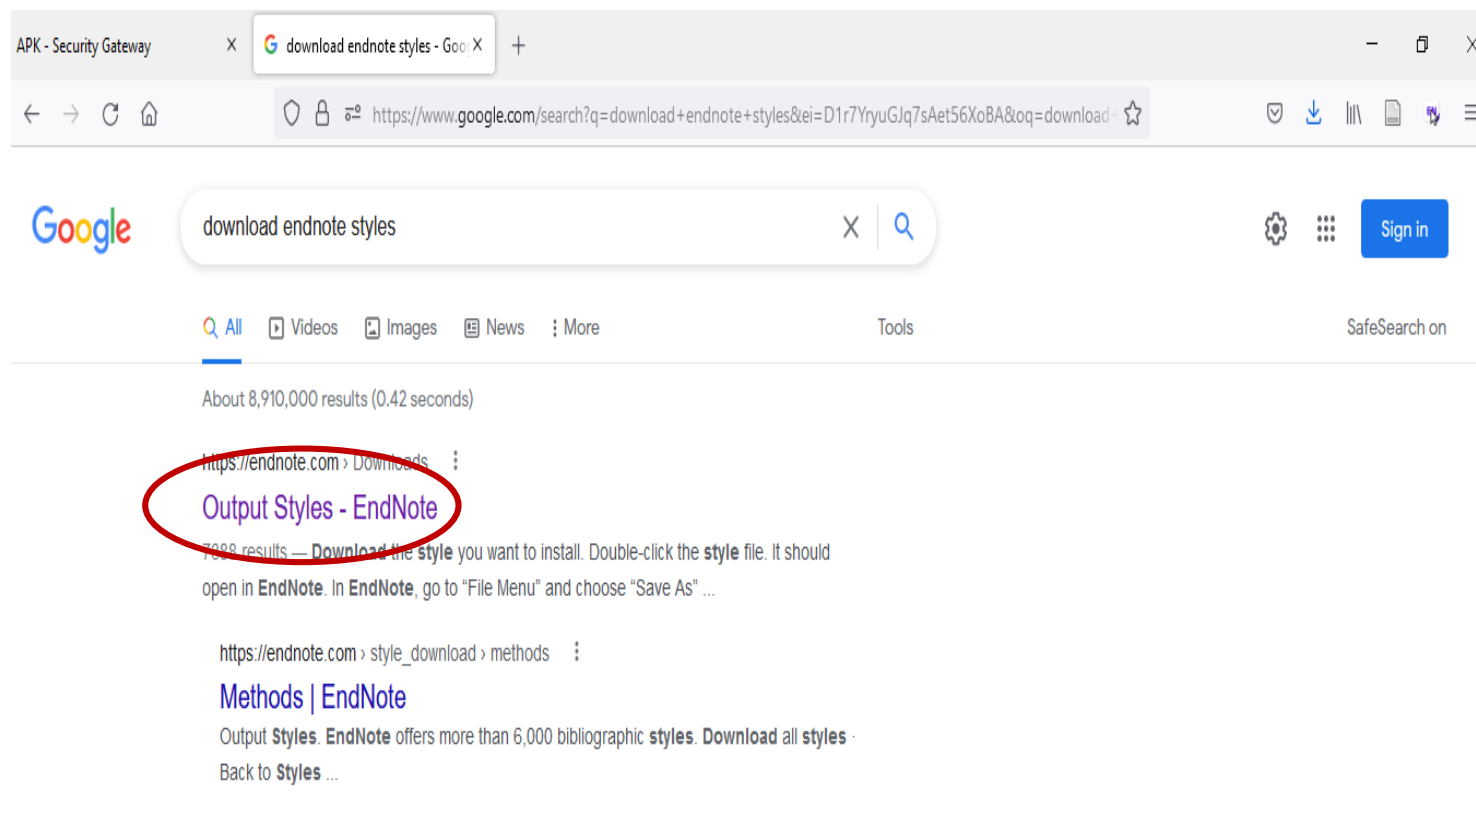 APK - Security Gateway
download endnote styles - Goo
https://www.google.com/search?q=download+endnote+styles&ei=D1r7YryuGJq7sAet56XoBA&oq=download+
Google
download endnote styles
Sign in
All Videos Images News More Tools SafeSearch on
About 8,910,000 results (0.42 seconds)
https://endnote.com › Downloads
Output Styles - EndNote
7088 results — Download the style you want to install. Double-click the style file. It should
open in EndNote. In EndNote, go to “File Menu” and choose “Save As” ...
https://endnote.com › style_download › methods
Methods | EndNote
Output Styles. EndNote offers more than 6,000 bibliographic styles. Download all styles ·
Back to Styles ...